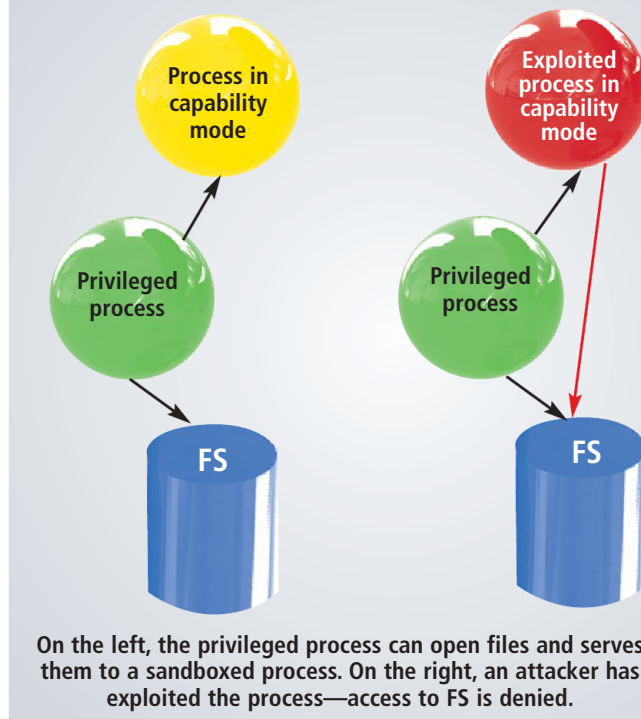 Process in
capability
mode
Exploited
process in
capability
mode
Privileged
process
Privileged
process
FS
FS
On the left, the privileged process can open files and serves
them to a sandboxed process. On the right, an attacker has
exploited the process—access to FS is denied.